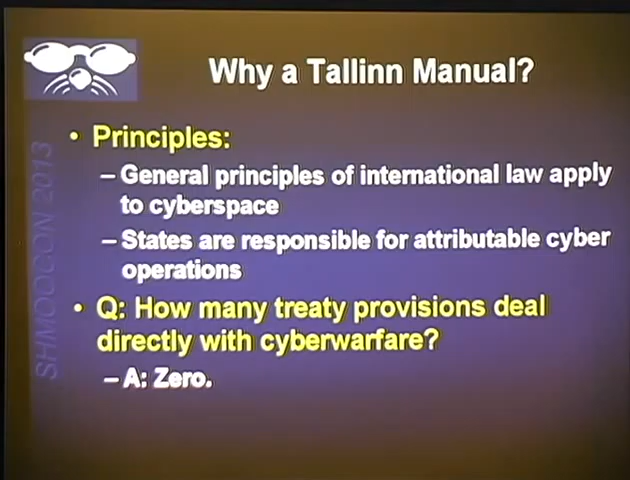 Why a Tallinn Manual?
• Principles:
– General principles of international law apply
to cyberspace
– States are responsible for attributable cyber
operations
• Q: How many treaty provisions deal
directly with cyberwarfare?
– A: Zero.
SHMOOCON 2013